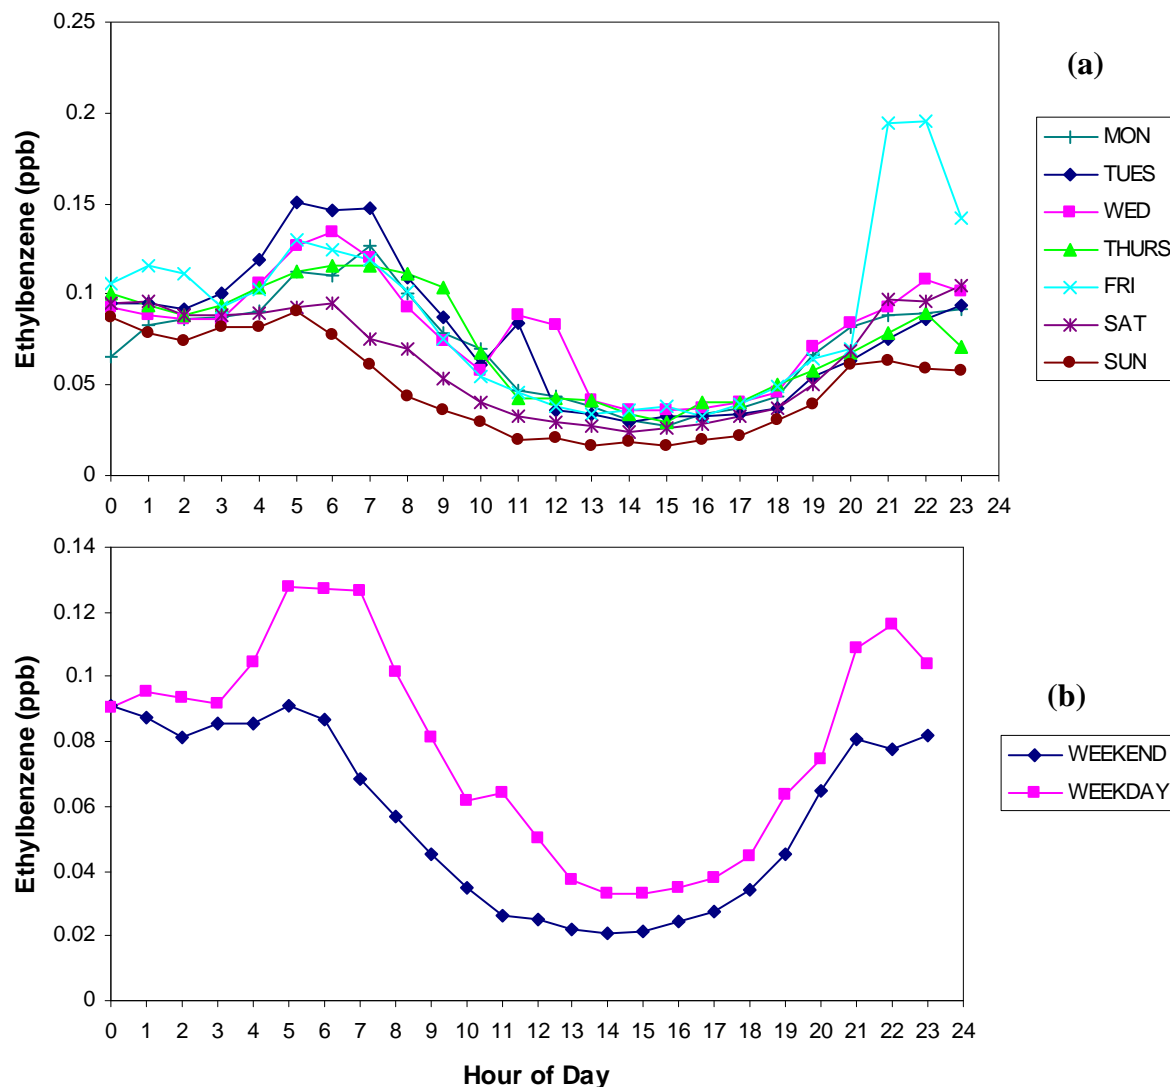 (a)
Ethylbenzene (ppb)
0.25
0.2
0.15
0.1
0.05
0
0 1 2 3 4 5 6 7 8 9 10 11 12 13 14 15 16 17 18 19 20 21 22 23 24
MON
TUES
WED
THURS
FRI
SAT
SUN
(b)
Ethylbenzene (ppb)
0.14
0.12
0.1
0.08
0.06
0.04
0.02
0
0 1 2 3 4 5 6 7 8 9 10 11 12 13 14 15 16 17 18 19 20 21 22 23 24
Hour of Day
WEEKEND
WEEKDAY